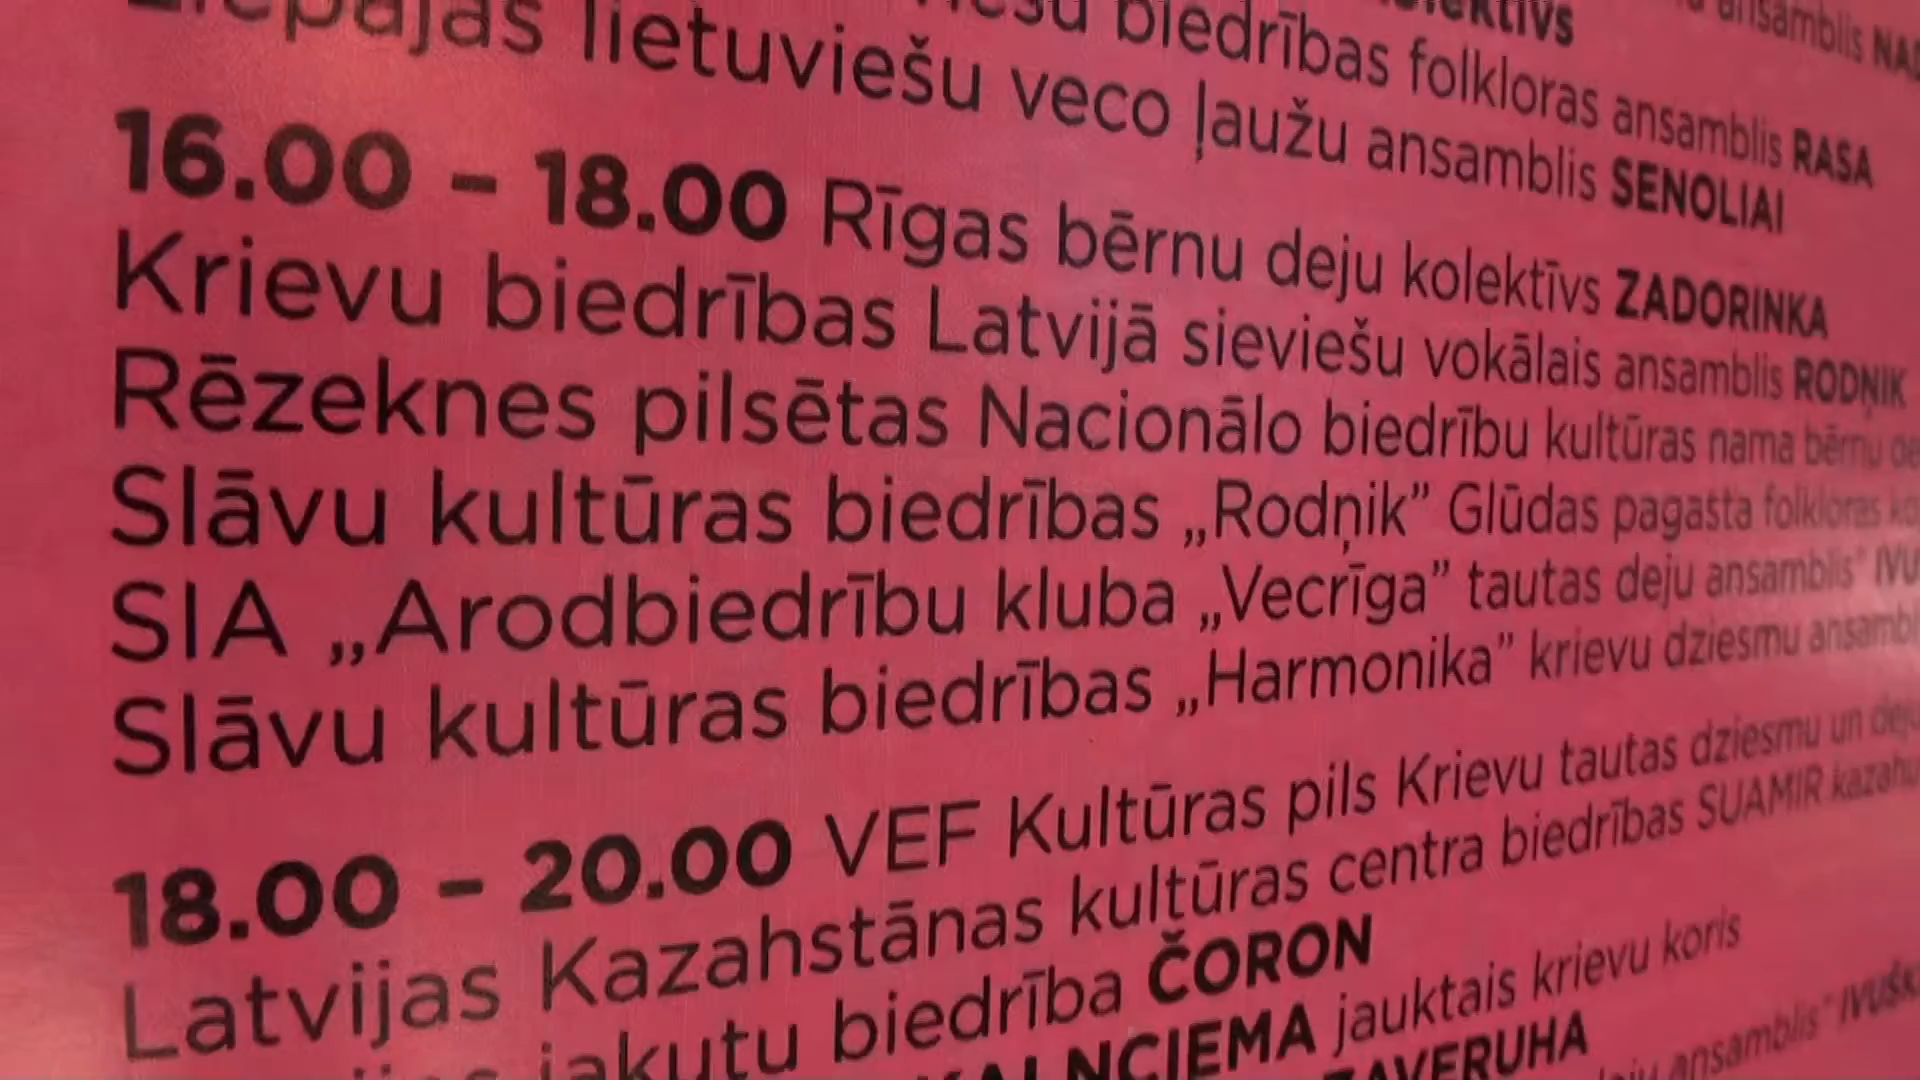 ansamblis
biedrības folkloras ansamblis RASA
lietuviešu veco ļaužu ansamblis SENOLIAI
16.00 – 18.00 Rīgas bērnu deju kolektīvs ZADORINKA
Krievu biedrības Latvijā sieviešu vokālais ansamblis RODŅIK
Rēzeknes pilsētas Nacionālo biedrību kultūras nama bērnu
Slāvu kultūras biedrības „Rodņik” Glūdas pagasta folkloras
SIA „Arodbiedrību kluba „Vecrīga” tautas deju ansamblis"
Slāvu kultūras biedrības „Harmonika” krievu dziesmu
18.00 – 20.00 VEF Kultūras pils Krievu tautas dziesmu un
Latvijas Kazahstānas kultūras centra biedrības SUAMIR
jakutu biedrība ČORON
jauktais krievu koris
ansamblis"